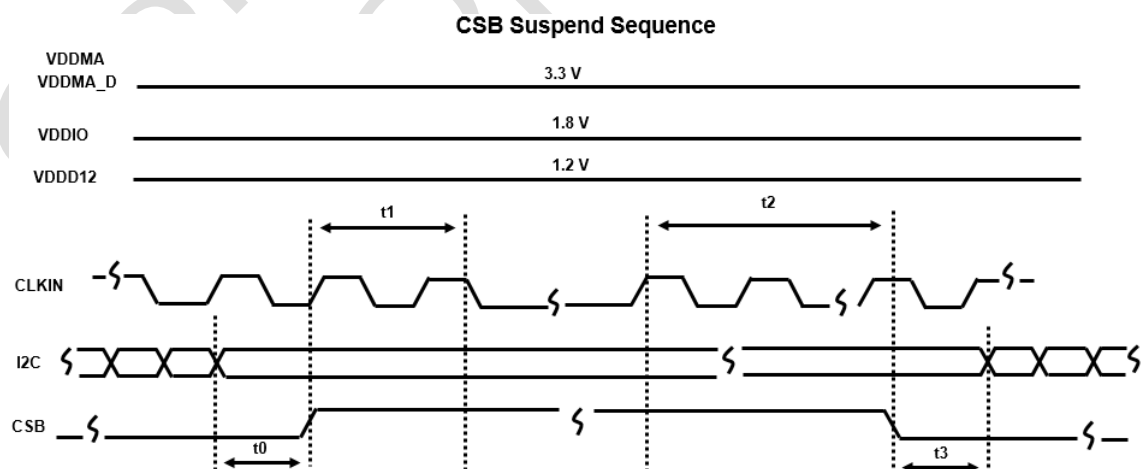 CSB Suspend Sequence
VDDMA
VDDMA_D
3.3 V
VDDIO
1.8 V
VDDD12
1.2 V
t1
t2
CLKIN
I2C
CSB
t0
t3